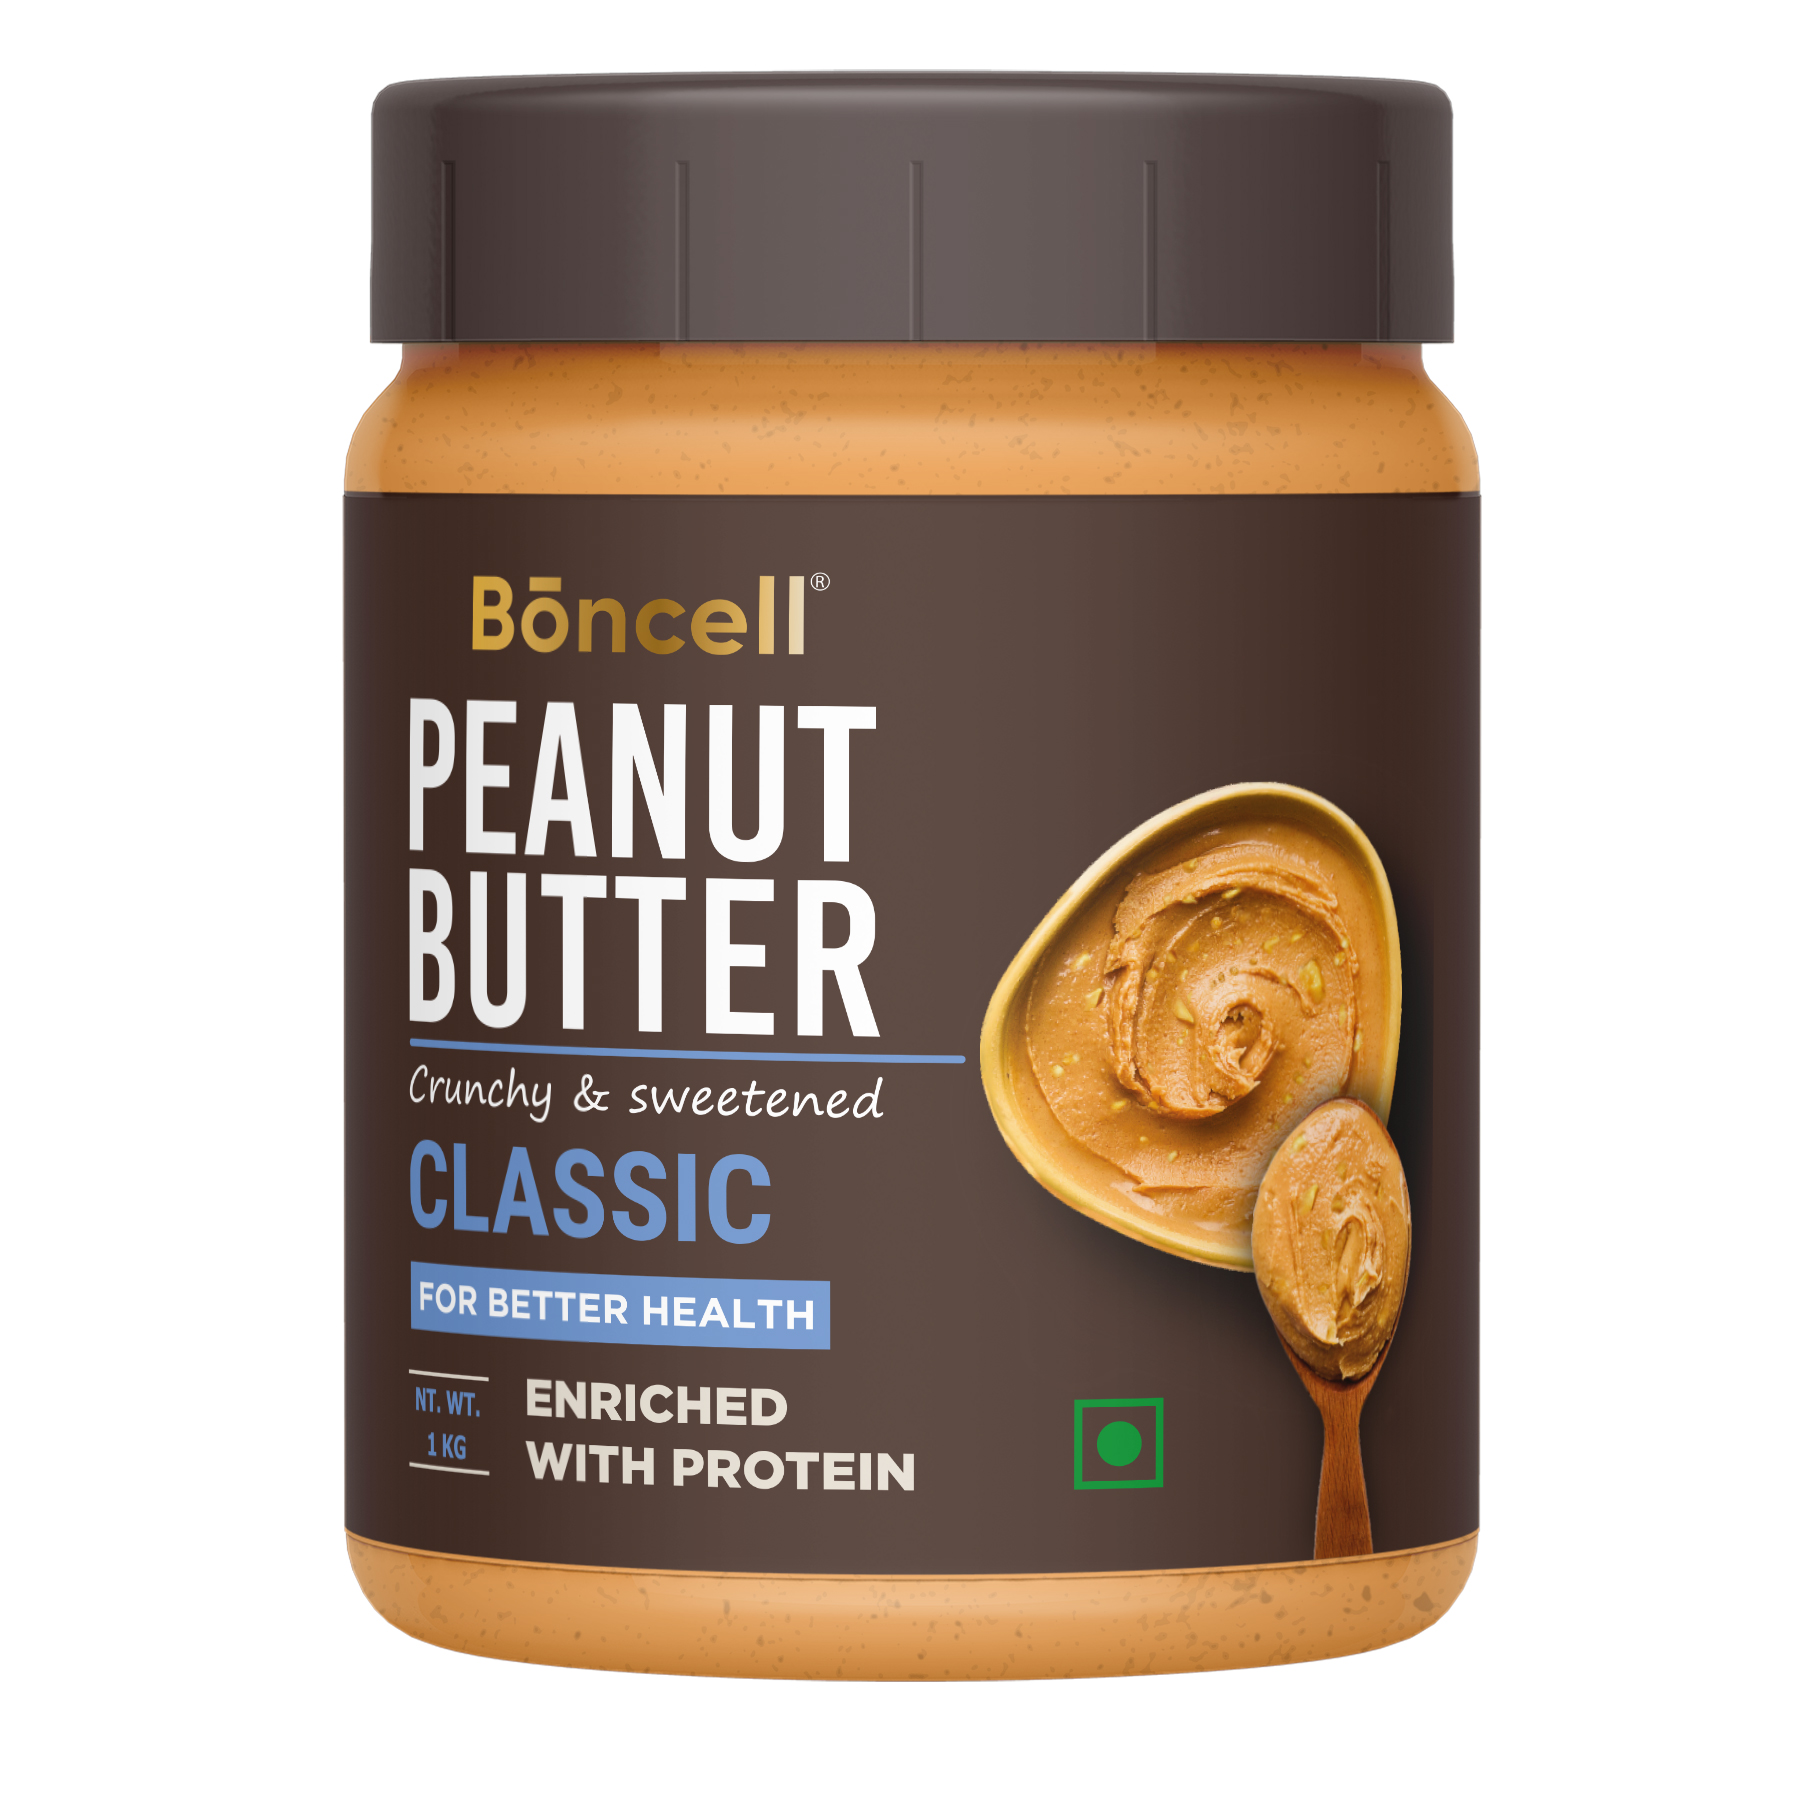 Bōncell®
PEANUT
BUTTER
Crunchy & sweetened
CLASSIC
FOR BETTER HEALTH
NT. WT.
1 KG
ENRICHED
WITH PROTEIN